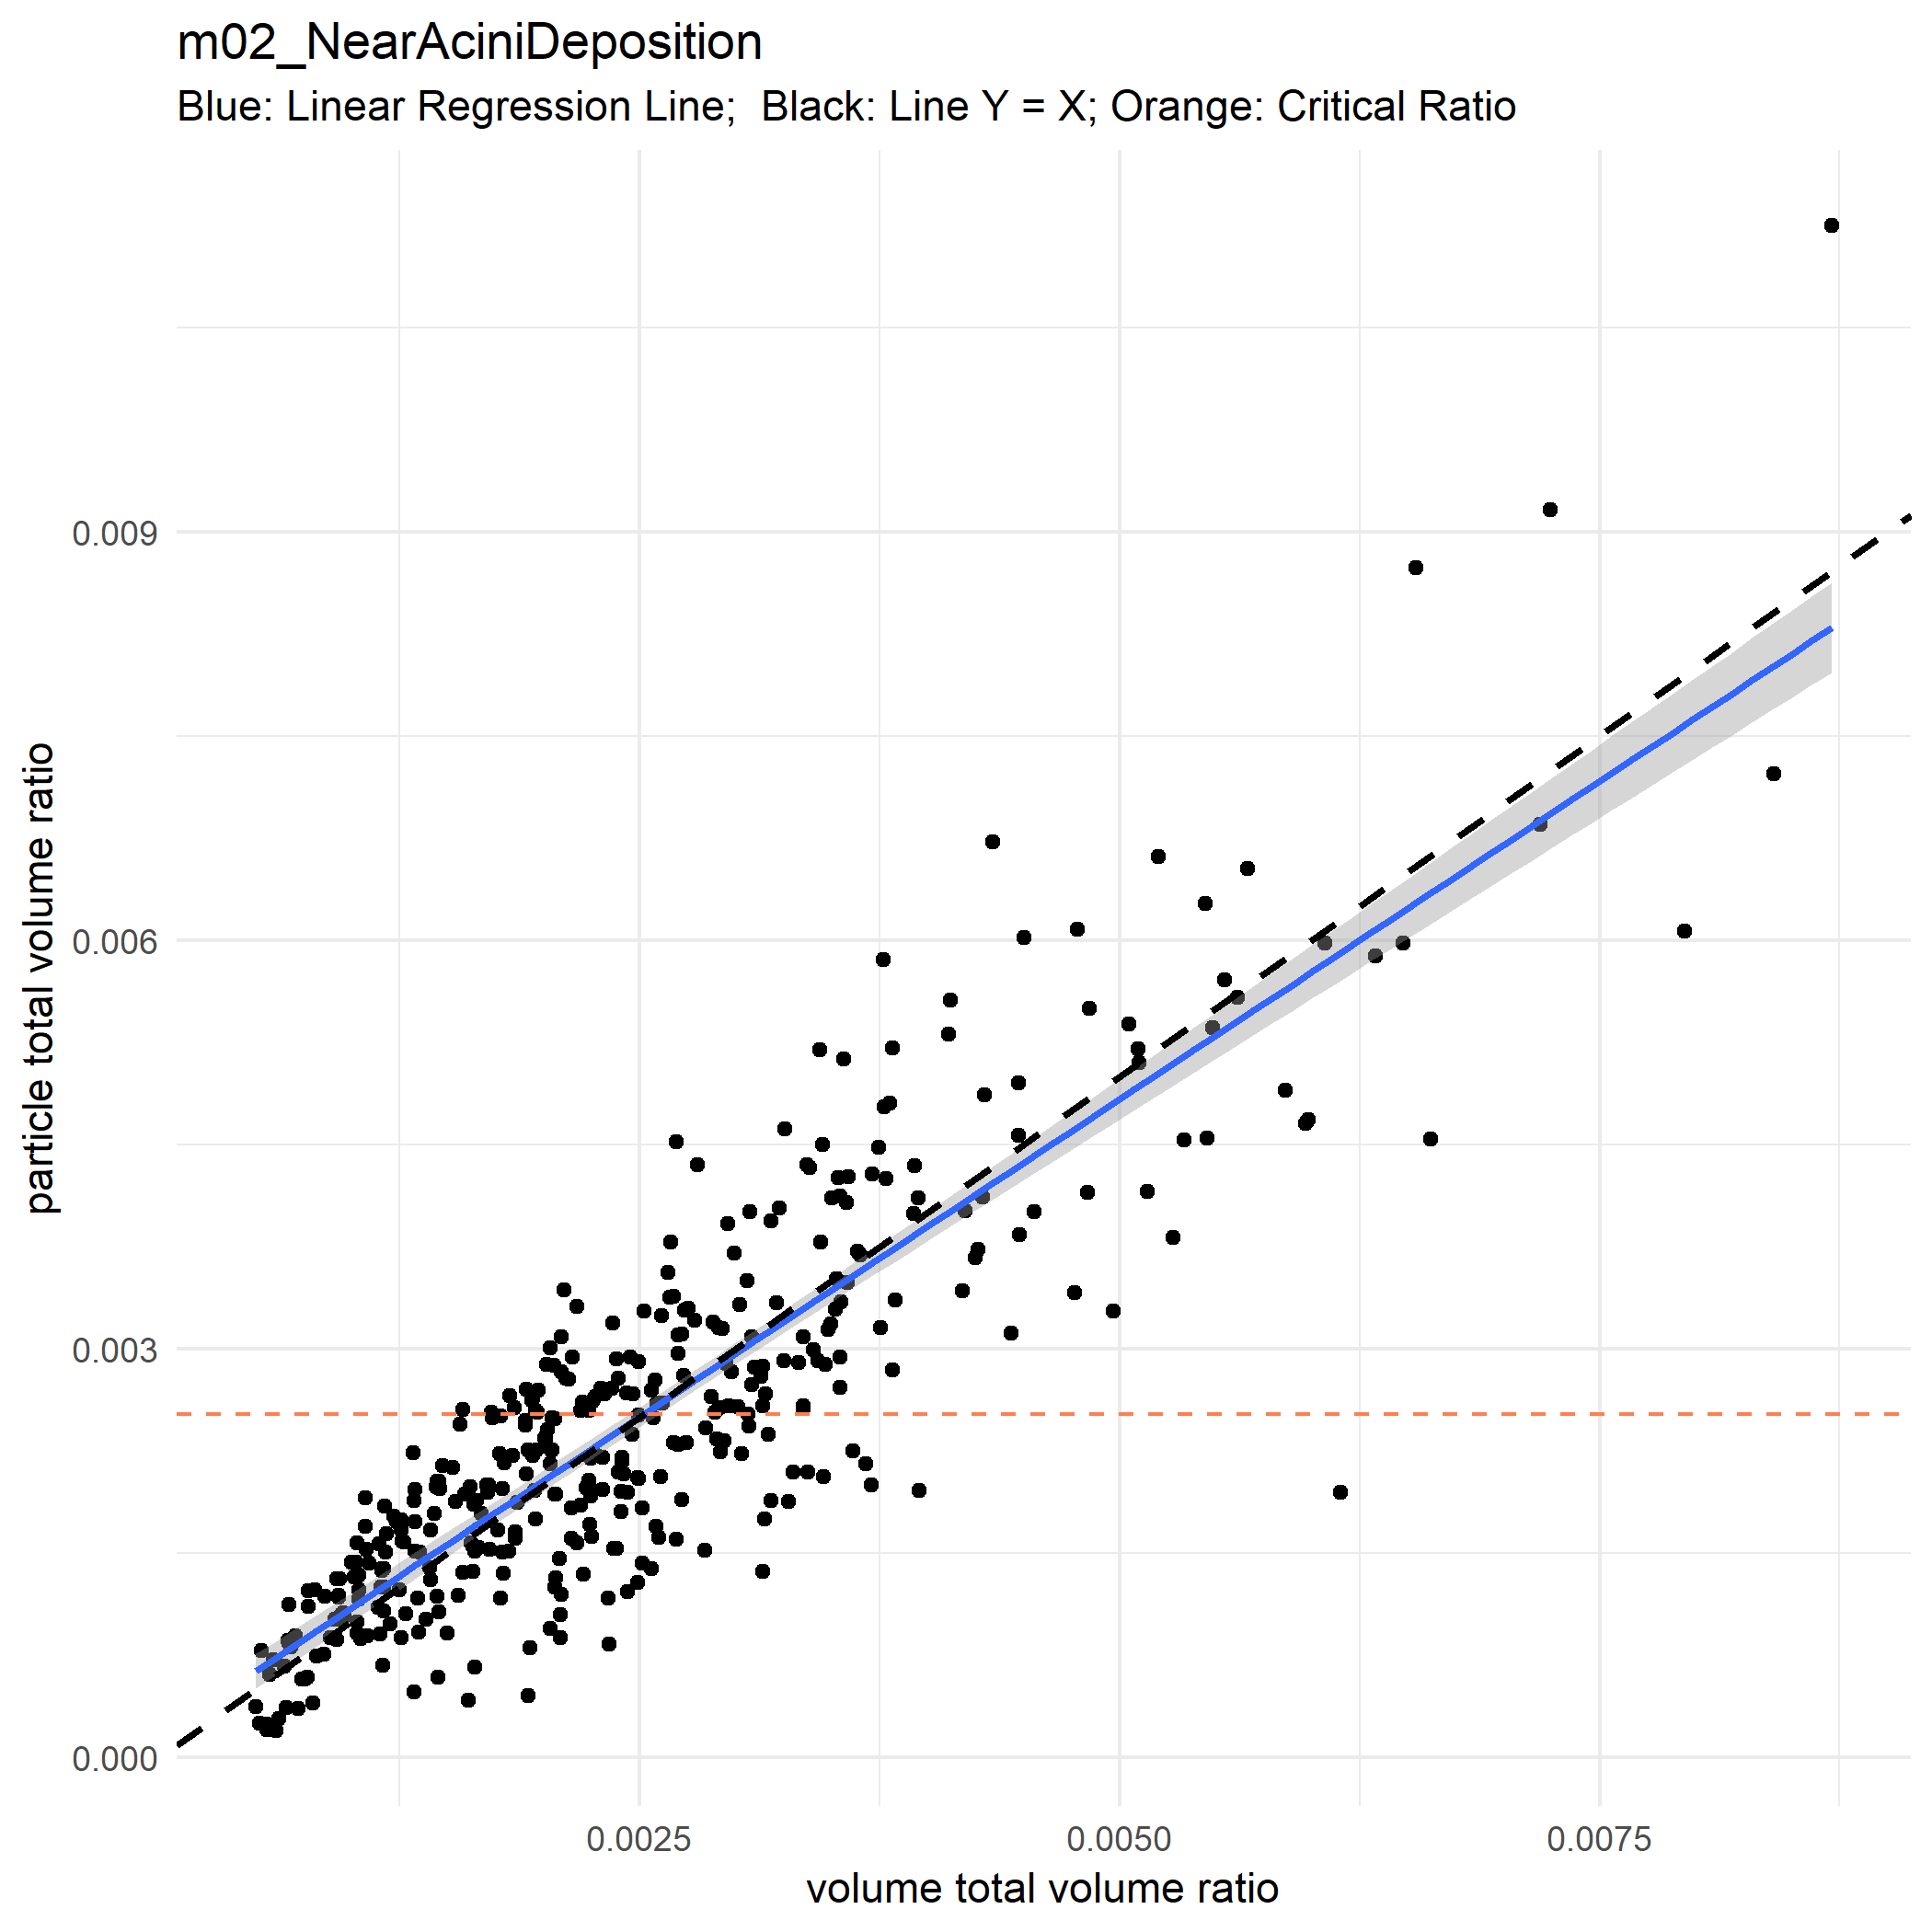 m02_NearAciniDeposition
Blue: Linear Regression Line;  Black: Line Y = X; Orange: Critical Ratio
particle total volume ratio
0.009
0.006
0.003
0.000
0.0025
0.0050
0.0075
volume total volume ratio